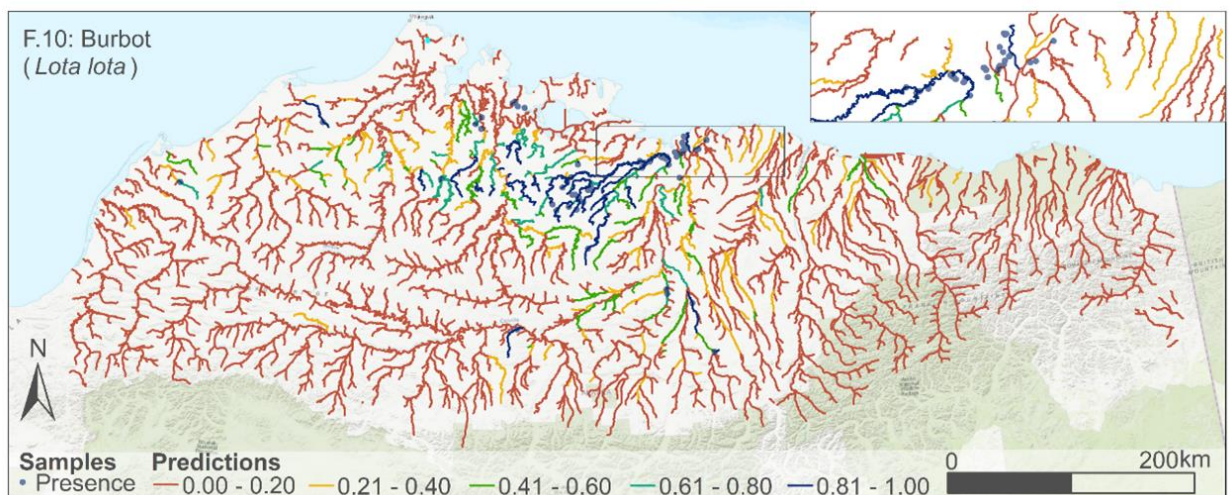 F.10: Burbot
(Lota lota)
N
Samples Predictions
Presence 0.00 - 0.20 0.21 - 0.40 0.41 - 0.60 0.61 - 0.80 0.81 - 1.00
0 200km